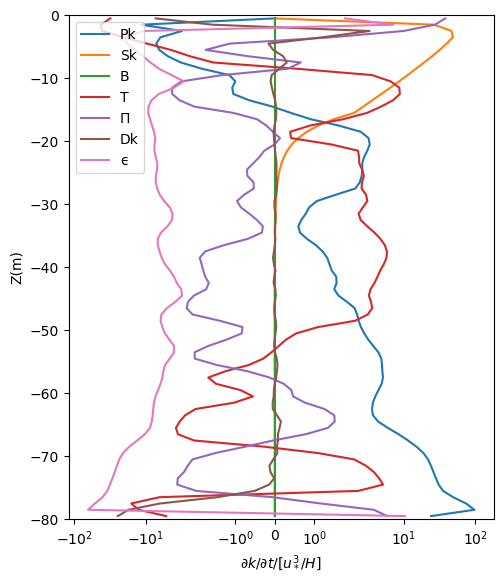 Pk
Sk
B
T
Π
Dk
ϵ
0
−10
−20
−30
−40
−50
−60
−70
−80
Z(m)
−10² −10¹ −10⁰ 0 10⁰ 10¹ 10²
∂k/∂t/[u³∗/H]